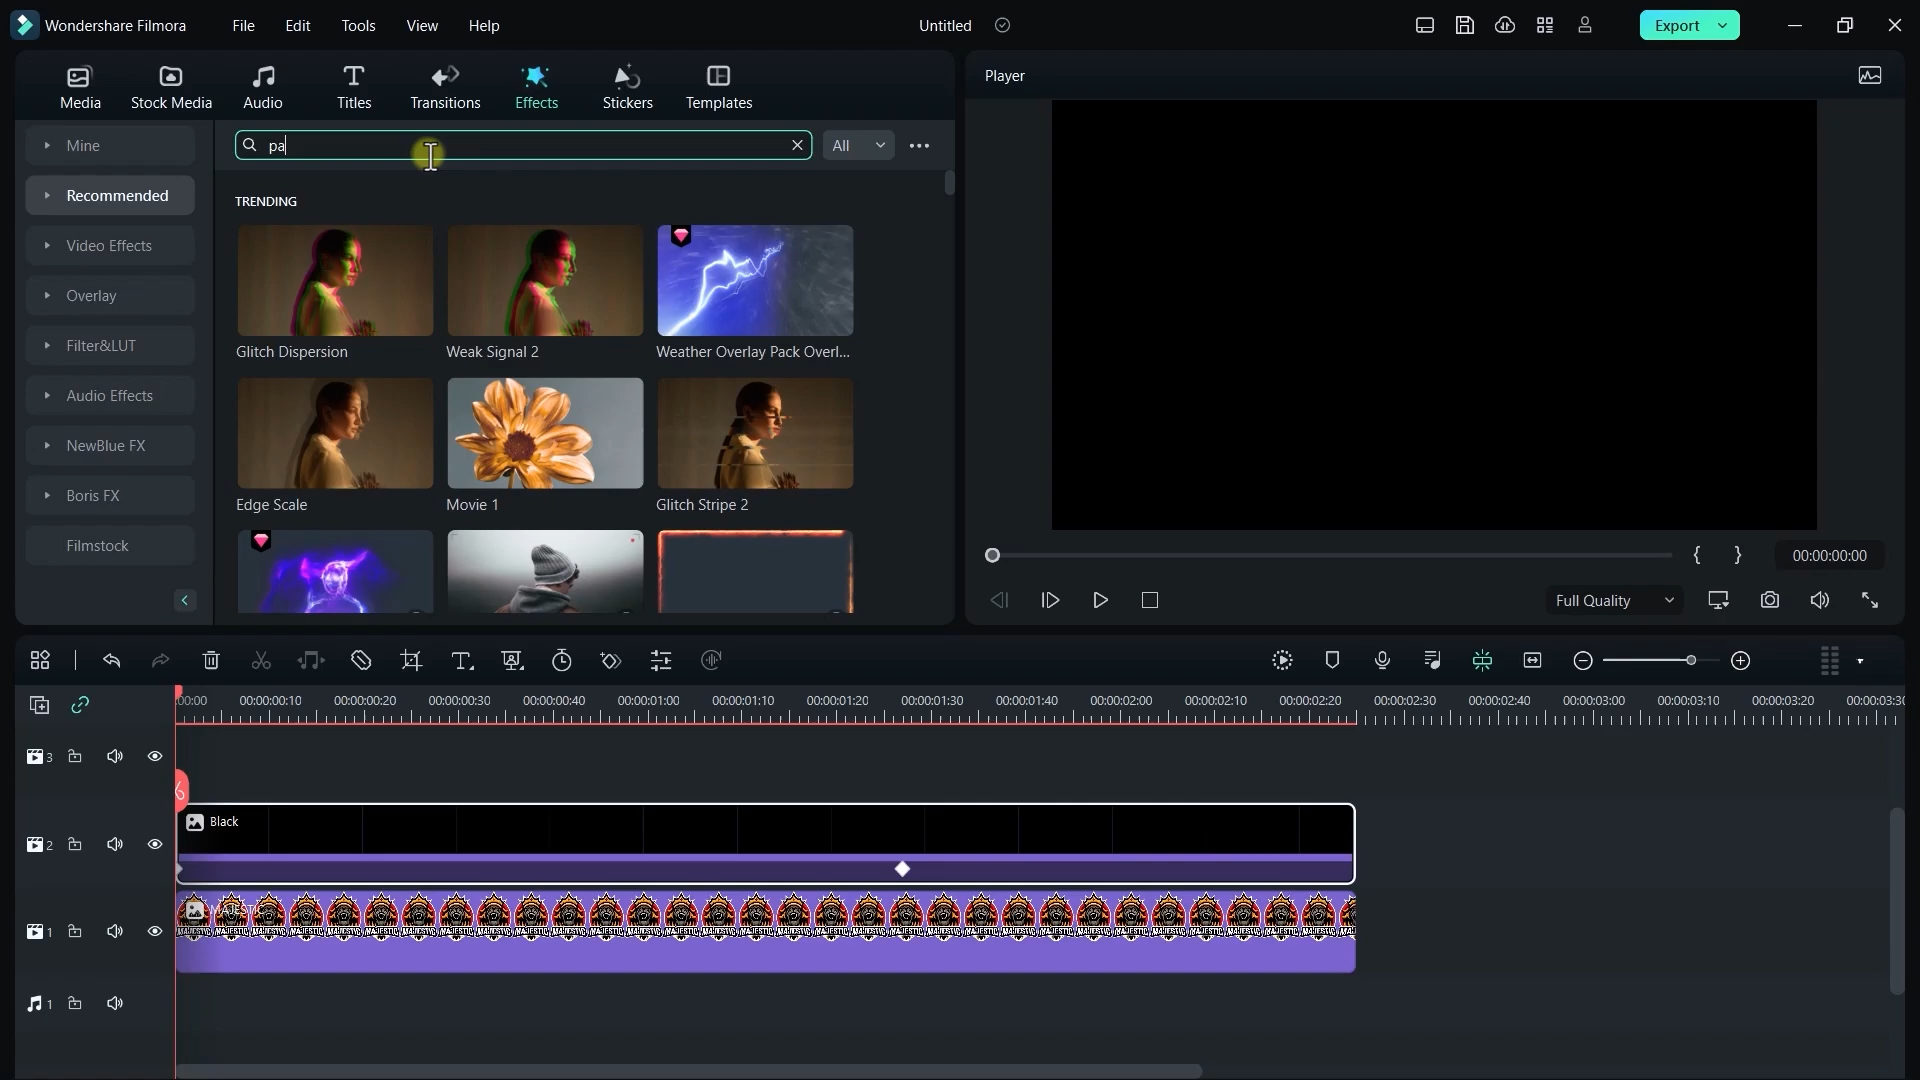 Wondershare Filmora File Edit Tools View Help Untitled Export
Media Stock Media Audio Titles Transitions Effects Stickers Templates
Player
Mine
Recommended
Video Effects
Overlay
Filter&LUT
Audio Effects
NewBlue FX
Boris FX
Filmstock
pa
All
TRENDING
Glitch Dispersion Weak Signal 2 Weather Overlay Pack Overl...
Edge Scale Movie 1 Glitch Stripe 2
00:00:00:00
Full Quality
:00:00 00:00:00:10 00:00:00:20 00:00:00:30 00:00:00:40 00:00:01:00 00:00:01:10 00:00:01:20 00:00:01:30 00:00:01:40 00:00:02:00 00:00:02:10 00:00:02:20 00:00:02:30 00:00:02:40 00:00:03:00 00:00:03:10 00:00:03:20 00:00:03:30
3
Black
2
MAJESTIC
1
1